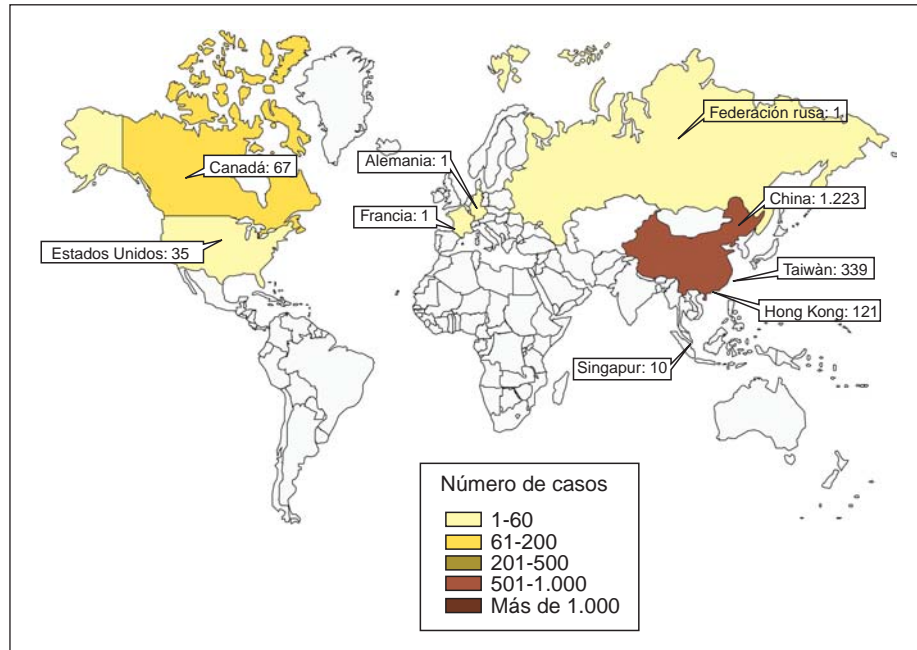 Federación rusa: 1
Alemania: 1
Canadá: 67
China: 1.223
Francia: 1
Estados Unidos: 35
Taiwàn: 339
Hong Kong: 121
Singapur: 10
Número de casos
1-60
61-200
201-500
501-1.000
Más de 1.000